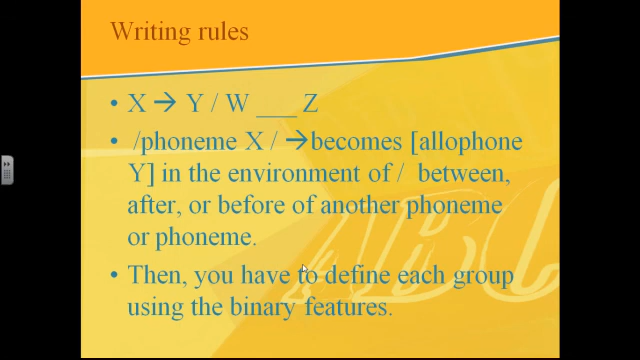 Writing rules
• X → Y / W ___ Z
• /phoneme X / →becomes [allophone
Y] in the environment of / between,
after, or before of another phoneme
or phoneme.
• Then, you have to define each group
using the binary features.